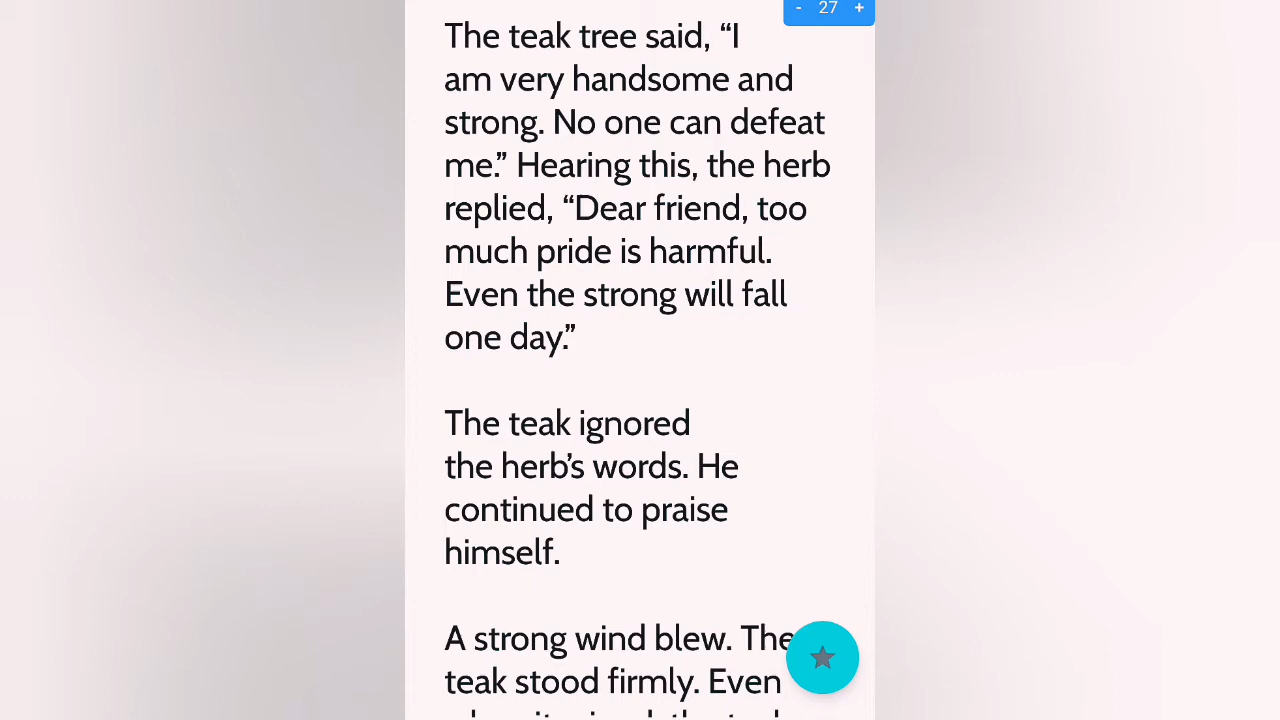 - 27 +
The teak tree said, “I
am very handsome and
strong. No one can defeat
me.” Hearing this, the herb
replied, “Dear friend, too
much pride is harmful.
Even the strong will fall
one day.”
The teak ignored
the herb’s words. He
continued to praise
himself.
A strong wind blew. The
teak stood firmly. Even